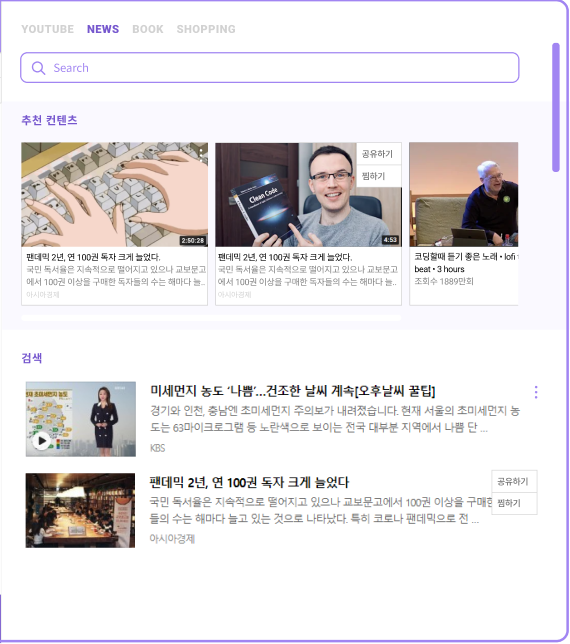 YOUTUBE NEWS BOOK SHOPPING
Search
추천 컨텐츠
공유하기
찜하기
Clean Code
2:50:28
4:53
팬데믹 2년, 연 100권 독자 크게 늘었다.
국민 독서율은 지속적으로 떨어지고 있으나 교보문고
에서 100권 이상을 구매한 독자들의 수는 해마다 늘..
아시아경제
팬데믹 2년, 연 100권 독자 크게 늘었다.
국민 독서율은 지속적으로 떨어지고 있으나 교보문고
에서 100권 이상을 구매한 독자들의 수는 해마다 늘..
아시아경제
코딩할때 듣기 좋은 노래 • lofi
beat • 3 hours
조회수 1889만회
검색
미세먼지 농도
미세먼지 농도 ‘나쁨’…건조한 날씨 계속[오후날씨 꿀팁]
경기와 인천, 충남엔 초미세먼지 주의보가 내려졌습니다. 현재 서울의 초미세먼지 농
도는 63마이크로그램 등 노란색으로 보이는 전국 대부분 지역에서 나쁨 단 ...
KBS
팬데믹 2년, 연 100권 독자 크게 늘었다
국민 독서율은 지속적으로 떨어지고 있으나 교보문고에서 100권 이상을 구매한
들의 수는 해마다 늘고 있는 것으로 나타났다. 특히 코로나 팬데믹으로 전 ...
아시아경제
공유하기
찜하기